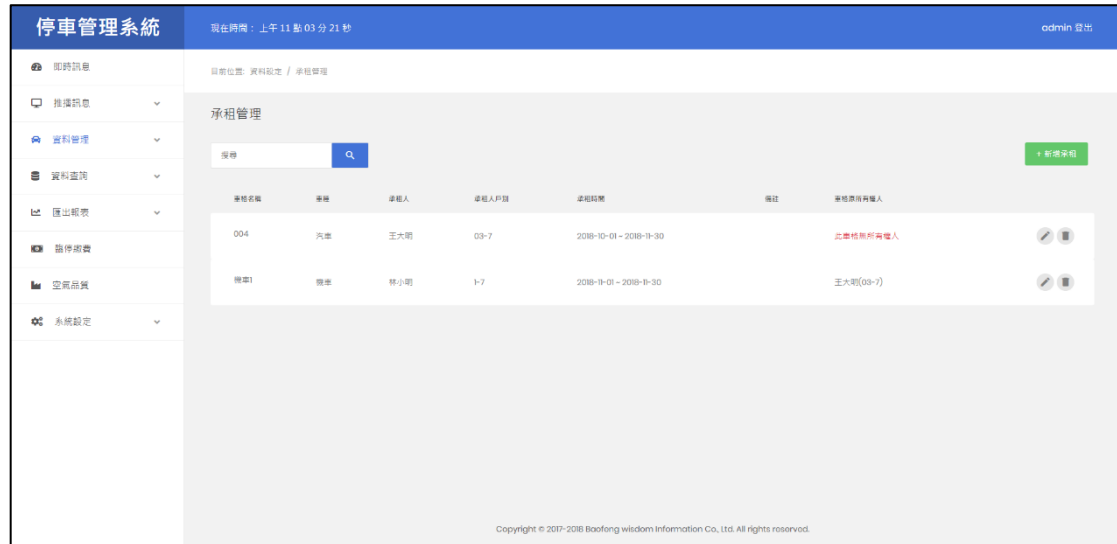 停車管理系統
現在時間： 上午 11 點 03 分 21 秒
admin 登出
即時訊息
推播訊息
資料管理
資料查詢
匯出報表
臨停繳費
空氣品質
系統設定
目前位置: 資料設定 / 承租管理
承租管理
搜尋
+ 新增承租
車格名稱 車種 承租人 承租人戶別 承租時間 備註 車格原所有權人
004 汽車 王大明 03-7 2018-10-01 ~ 2018-11-30 此車格無所有權人
機車1 機車 林小明 1-7 2018-11-01 ~ 2018-11-30 王大明(03-7)
Copyright © 2017-2018 Baofeng wisdom Information Co., Ltd. All rights reserved.